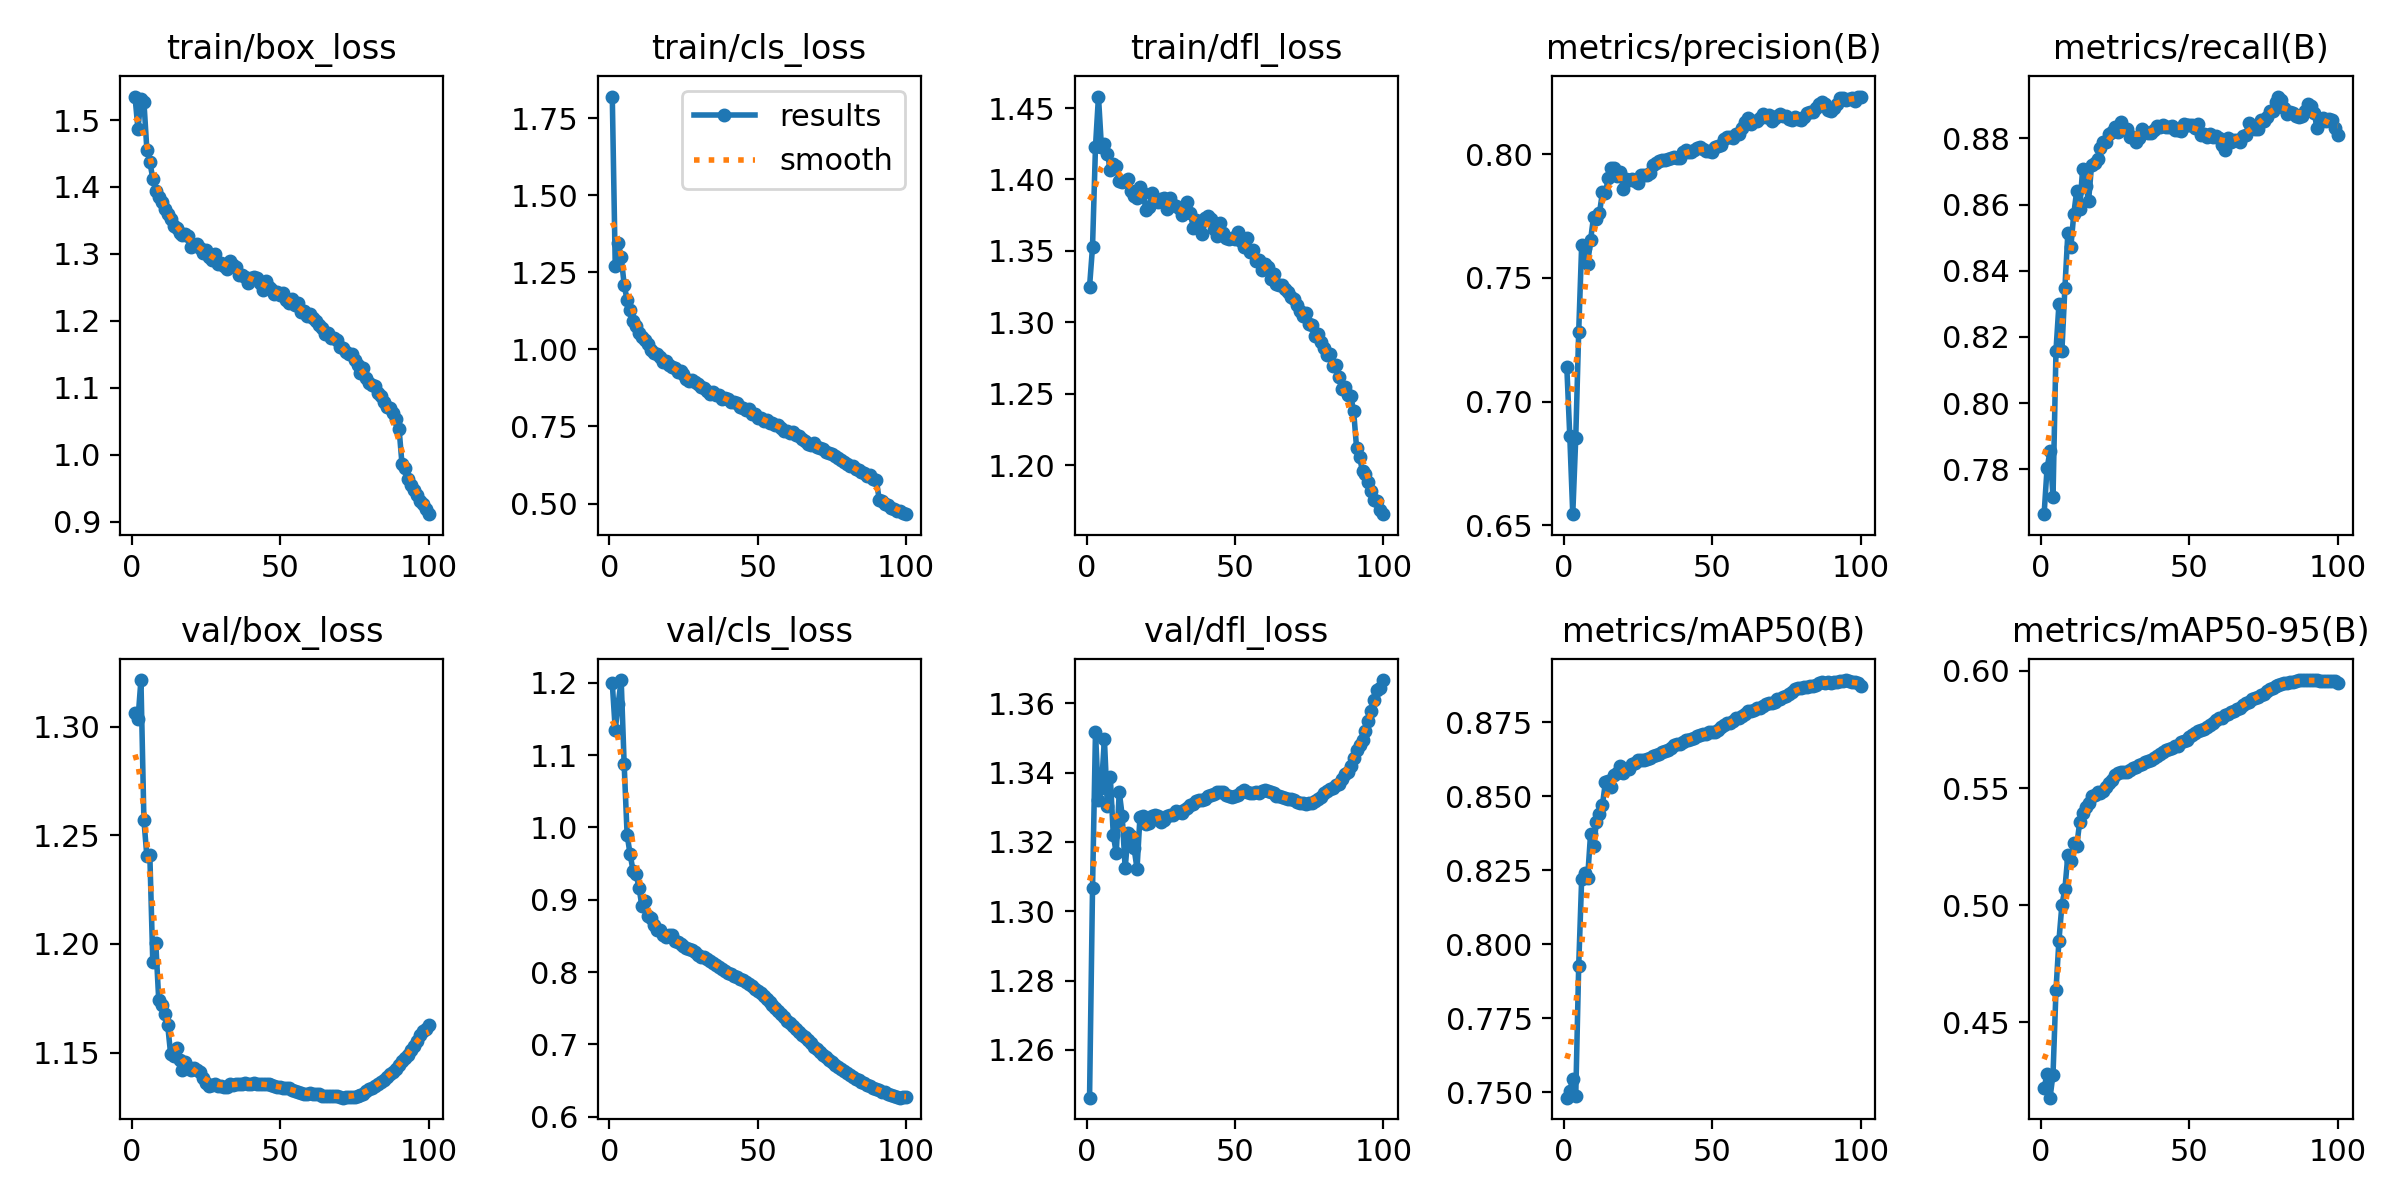 train/box_loss
1.5
1.4
1.3
1.2
1.1
1.0
0.9
0 50 100
train/cls_loss
results
smooth
1.75
1.50
1.25
1.00
0.75
0.50
0 50 100
train/dfl_loss
1.45
1.40
1.35
1.30
1.25
1.20
0 50 100
metrics/precision(B)
0.80
0.75
0.70
0.65
0 50 100
metrics/recall(B)
0.88
0.86
0.84
0.82
0.80
0.78
0 50 100
val/box_loss
1.30
1.25
1.20
1.15
0 50 100
val/cls_loss
1.2
1.1
1.0
0.9
0.8
0.7
0.6
0 50 100
val/dfl_loss
1.36
1.34
1.32
1.30
1.28
1.26
0 50 100
metrics/mAP50(B)
0.875
0.850
0.825
0.800
0.775
0.750
0 50 100
metrics/mAP50-95(B)
0.60
0.55
0.50
0.45
0 50 100